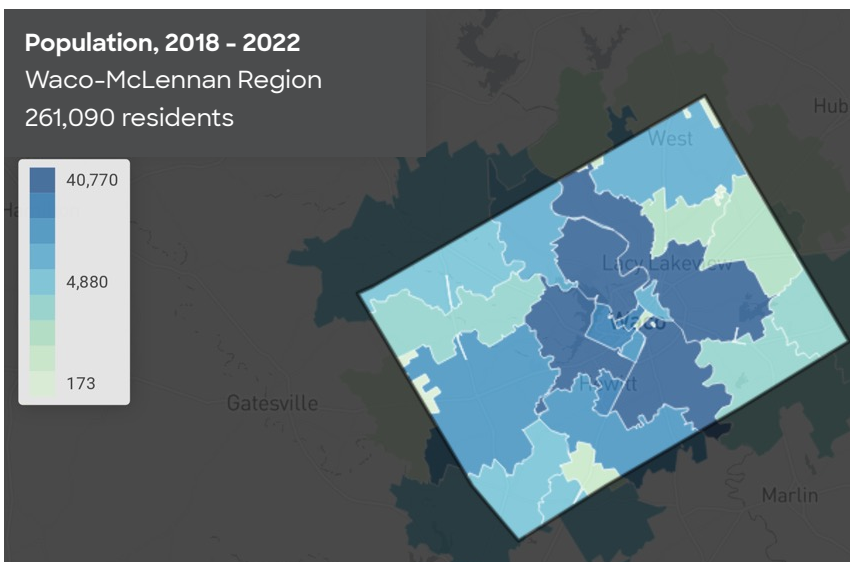 Population, 2018 - 2022
Waco-McLennan Region
261,090 residents
40,770
4,880
173
West
Hub
Lacy Lakeview
Waco
Hewitt
Gatesville
Marlin